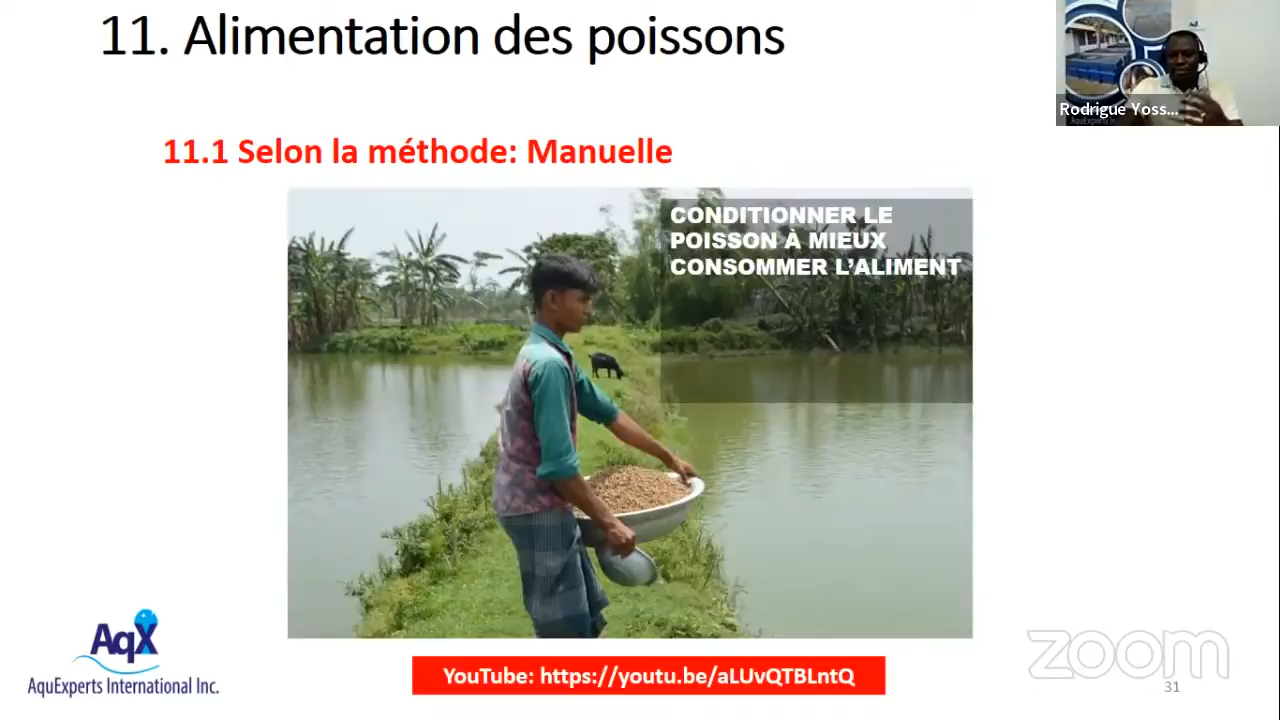 11. Alimentation des poissons
Rodrigue Yoss...
11.1 Selon la méthode: Manuelle
CONDITIONNER LE
POISSON À MIEUX
CONSOMMER L'ALIMENT
AqX
AquExperts International Inc.
YouTube: https://youtu.be/aLUvQTBLntQ
zoom
31